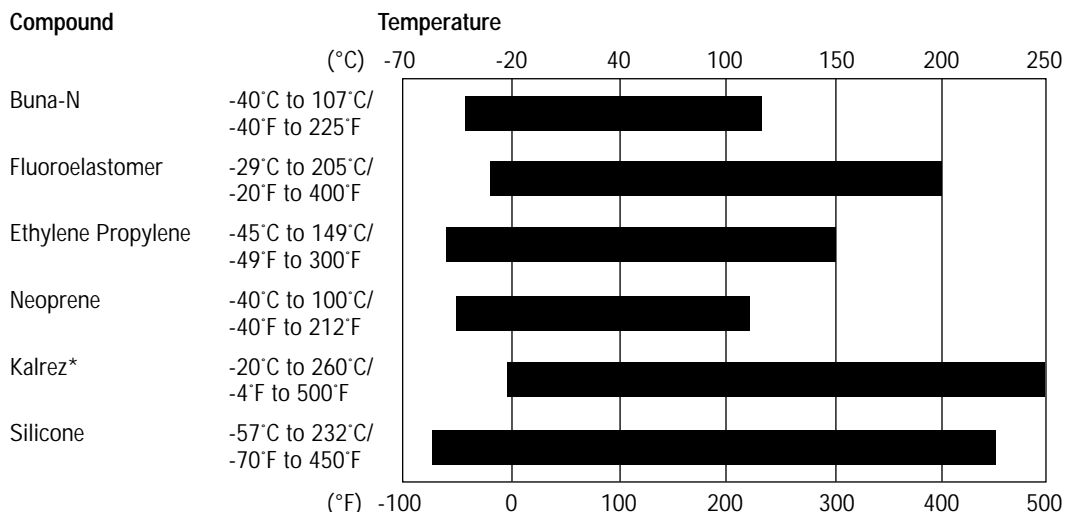 Compound Temperature
(°C) -70 -20 40 100 150 200 250
Buna-N -40˚C to 107˚C/
-40˚F to 225˚F
Fluoroelastomer -29˚C to 205˚C/
-20˚F to 400˚F
Ethylene Propylene -45˚C to 149˚C/
-49˚F to 300˚F
Neoprene -40˚C to 100˚C/
-40˚F to 212˚F
Kalrez* -20˚C to 260˚C/
-4˚F to 500˚F
Silicone -57˚C to 232˚C/
-70˚F to 450˚F
(°F) -100 0 100 200 300 400 500